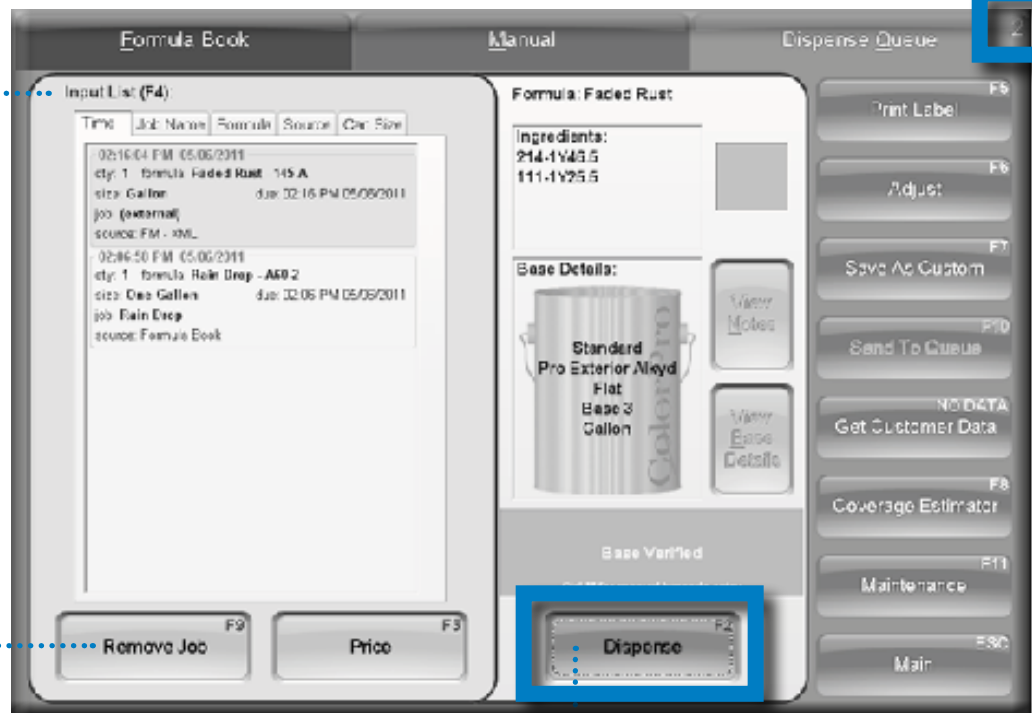 Formula Book
Manual
Dispense Queue
2
Input List (F4):
Time
Job Name
Formula
Source
Can Size
02:16:04 PM 05/06/2011
qty: 1 formula: Faded Rust 145 A
size: Gallon due: 02:16 PM 05/06/2011
job: (external)
source: FM - XML
02:06:50 PM 05/06/2011
qty: 1 formula: Rain Drop - A60 2
size: One Gallon due: 02:06 PM 05/06/2011
job: Rain Drop
source: Formula Book
F9
Remove Job
F3
Price
Formula: Faded Rust
Ingredients:
214-1Y46.5
111-1Y25.5
Base Details:
Standard
Pro Exterior Alkyd
Flat
Base 3
Gallon
ColorPro
View
Notes
View
Base
Details
Base Verified
F2
Dispense
F5
Print Label
F6
Adjust
F7
Save As Custom
F10
Send To Queue
NO DATA
Get Customer Data
F8
Coverage Estimator
F11
Maintenance
ESC
Main